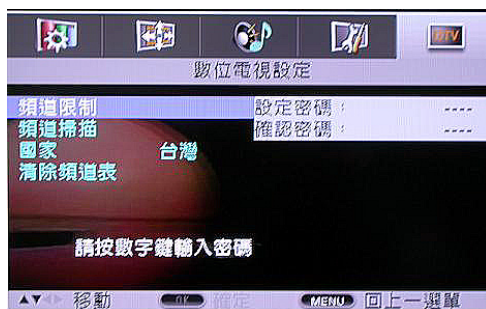 DTV
數位電視設定
頻道限制 設定密碼： ----
頻道掃描 確認密碼： ----
國家 台灣
清除頻道表
請按數字鍵輸入密碼
▲▼◀▶ 移動 OK 確定 MENU 回上一選單